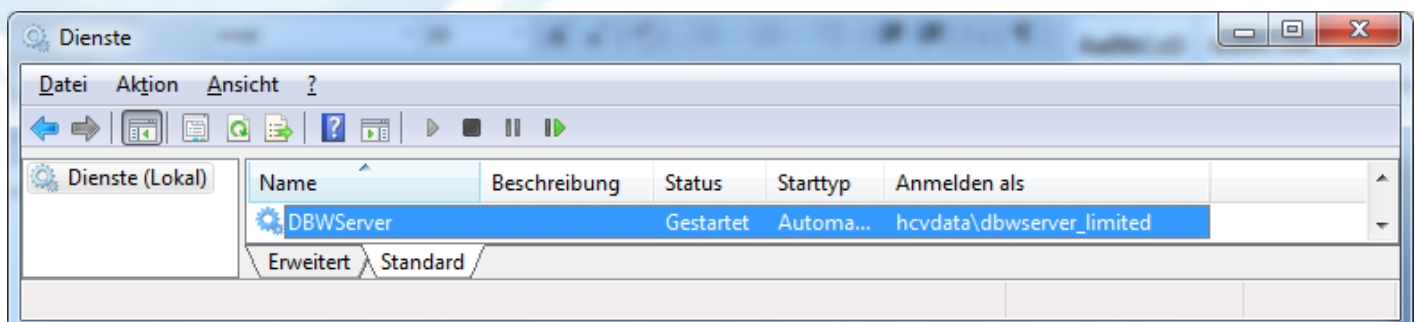 Dienste
Datei Aktion Ansicht ?
Dienste (Lokal)
Name Beschreibung Status Starttyp Anmelden als
DBWServer Gestartet Automa... hcvdata\dbwserver_limited
Erweitert Standard